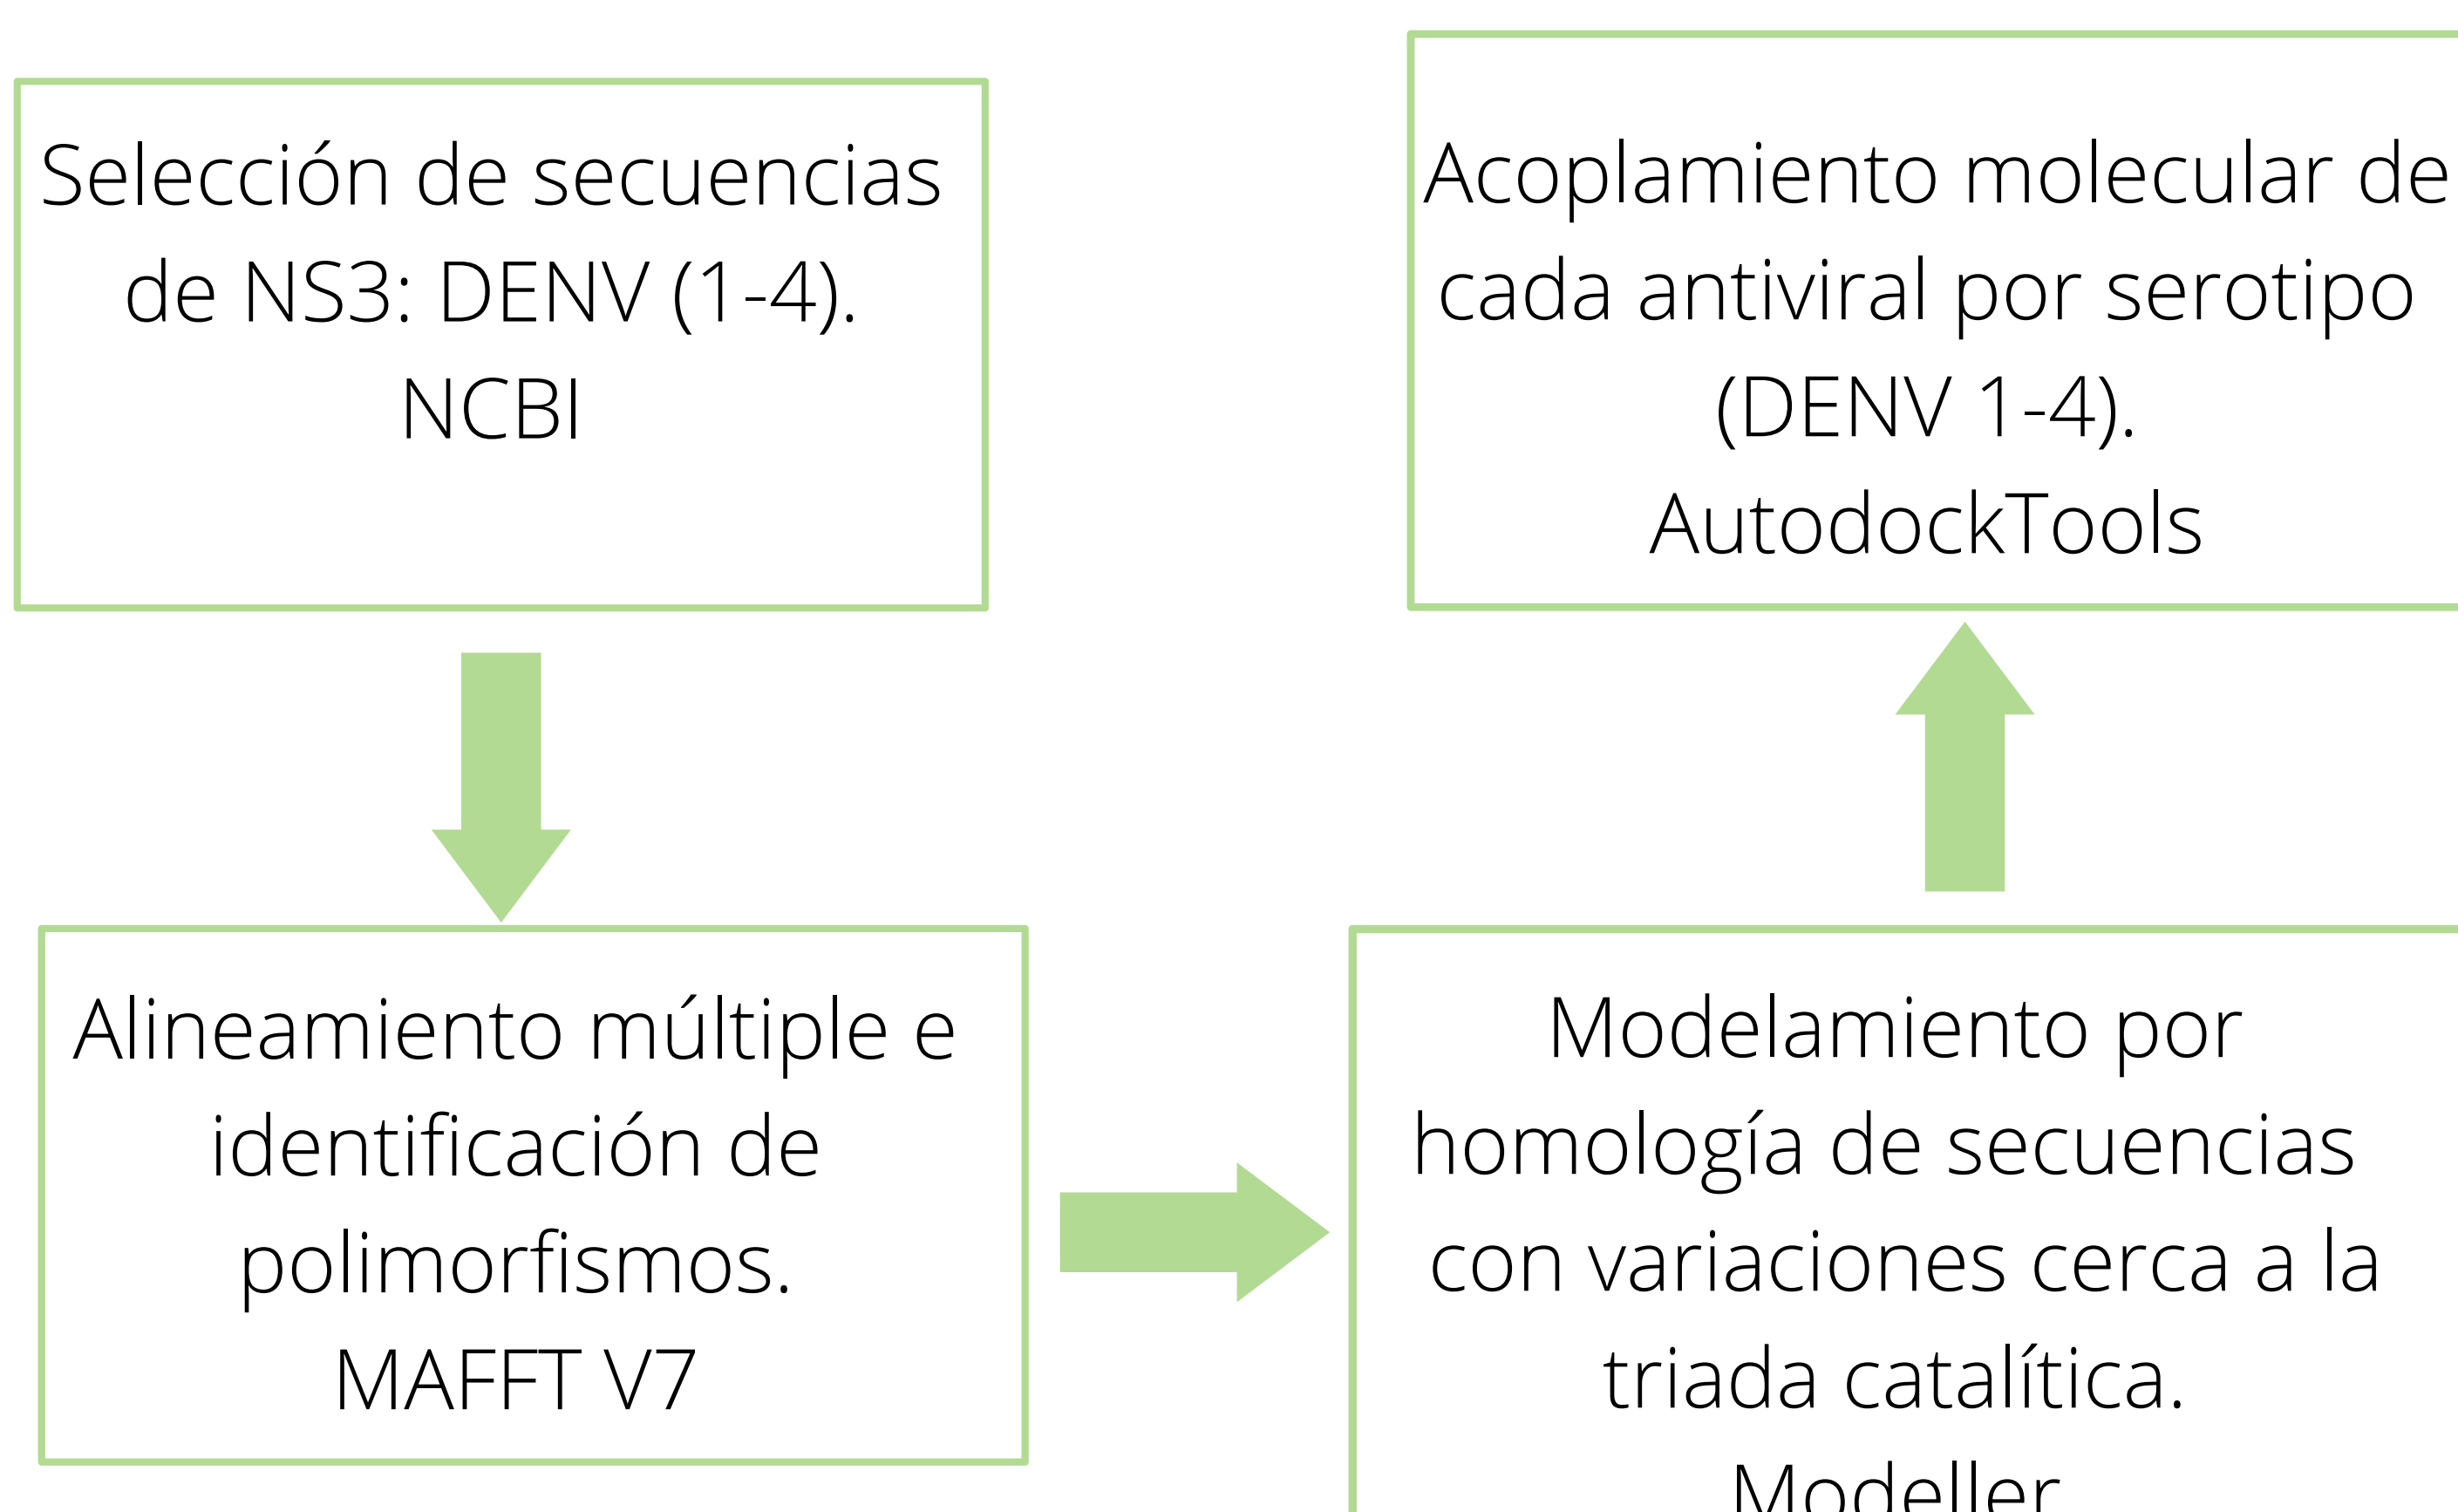 Selección de secuencias
de NS3: DENV (1-4).
NCBI
Alineamiento múltiple e
identificación de
polimorfismos.
MAFFT V7
Modelamiento por
homología de secuencias
con variaciones cerca a la
triada catalítica.
Modeller
Acoplamiento molecular de
cada antiviral por serotipo
(DENV 1-4).
AutodockTools